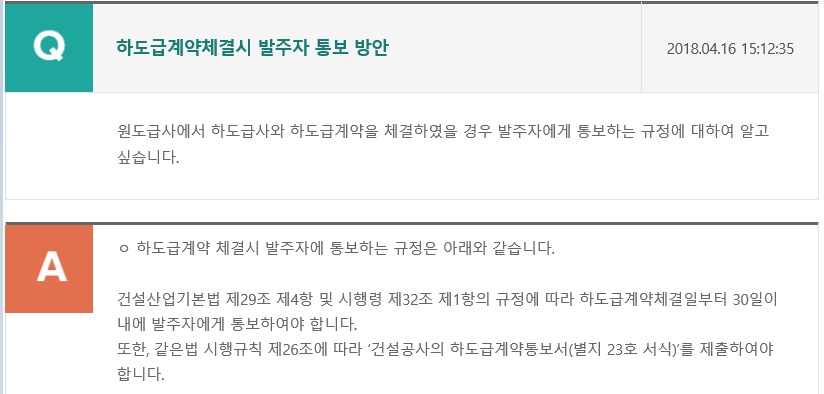 Q
하도급계약체결시 발주자 통보 방안
2018.04.16 15:12:35
원도급사에서 하도급사와 하도급계약을 체결하였을 경우 발주자에게 통보하는 규정에 대하여 알고
싶습니다.
A
ㅇ 하도급계약 체결시 발주자에 통보하는 규정은 아래와 같습니다.
건설산업기본법 제29조 제4항 및 시행령 제32조 제1항의 규정에 따라 하도급계약체결일부터 30일이
내에 발주자에게 통보하여야 합니다.
또한, 같은법 시행규칙 제26조에 따라 ‘건설공사의 하도급계약통보서(별지 23호 서식)’를 제출하여야
합니다.